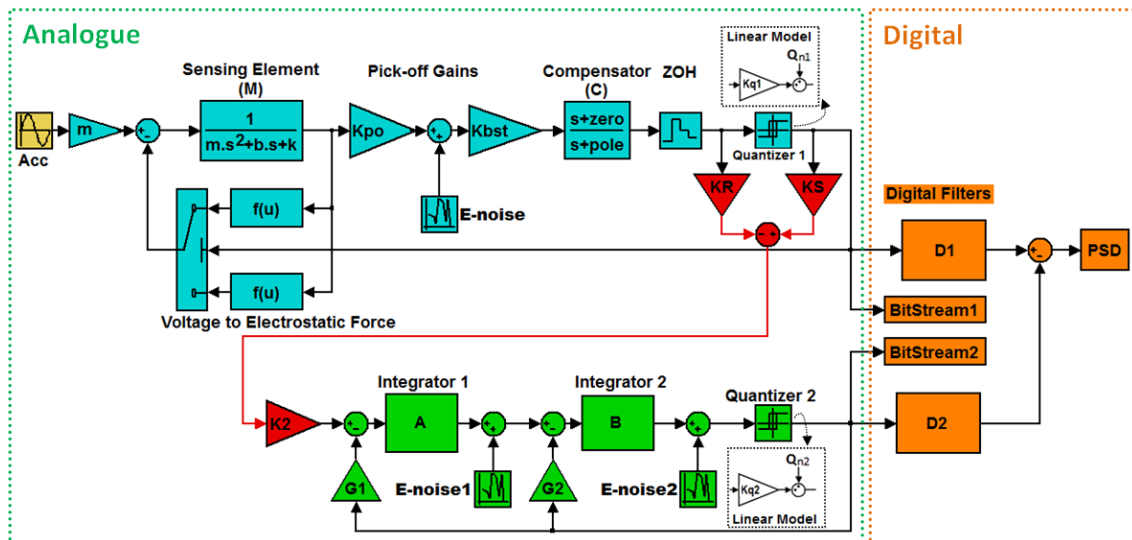 Analogue
Digital
Linear Model
Qn1
Kq1
Sensing Element
(M)
Pick-off Gains
Compensator
(C)
ZOH
Acc
m
1
m.s²+b.s+k
Kpo
Kbst
s+zero
s+pole
Quantizer 1
E-noise
KR
KS
f(u)
f(u)
Voltage to Electrostatic Force
Digital Filters
D1
PSD
BitStream1
BitStream2
Integrator 1
Integrator 2
Quantizer 2
K2
A
B
D2
G1
E-noise1
G2
E-noise2
Qn2
Kq2
Linear Model